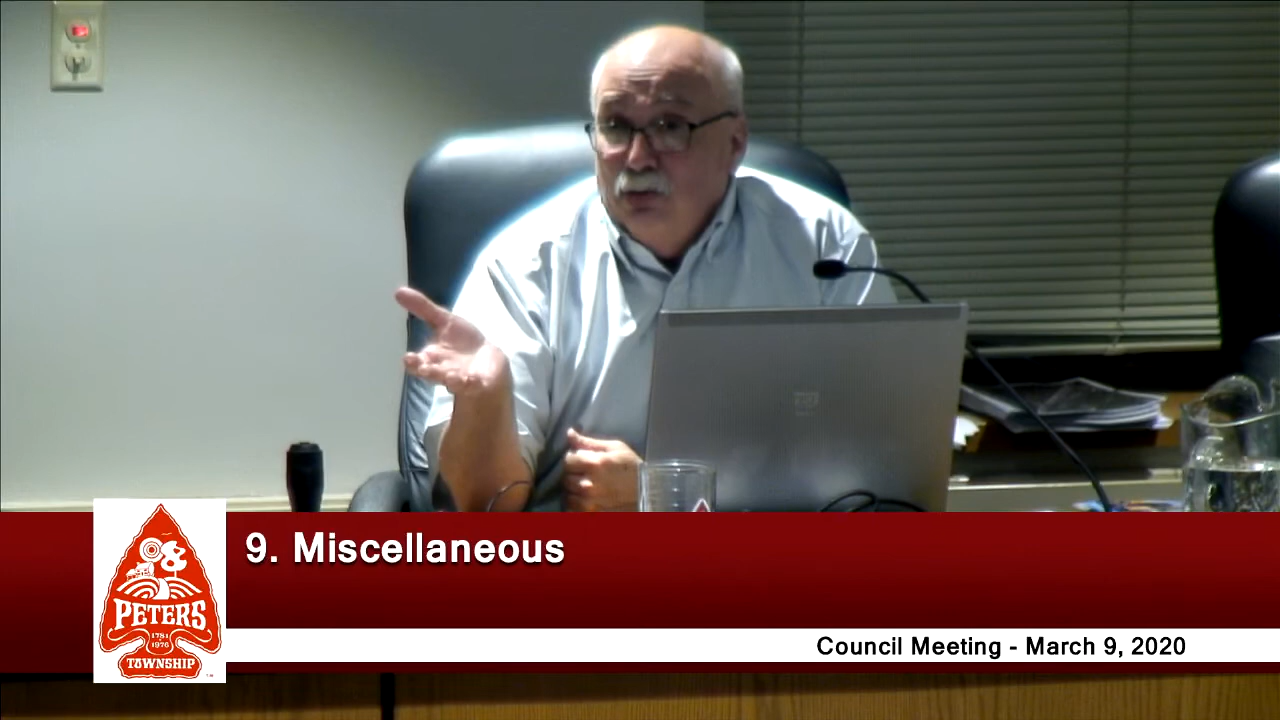 9. Miscellaneous
PETERS
1781
1976
TOWNSHIP
Council Meeting - March 9, 2020